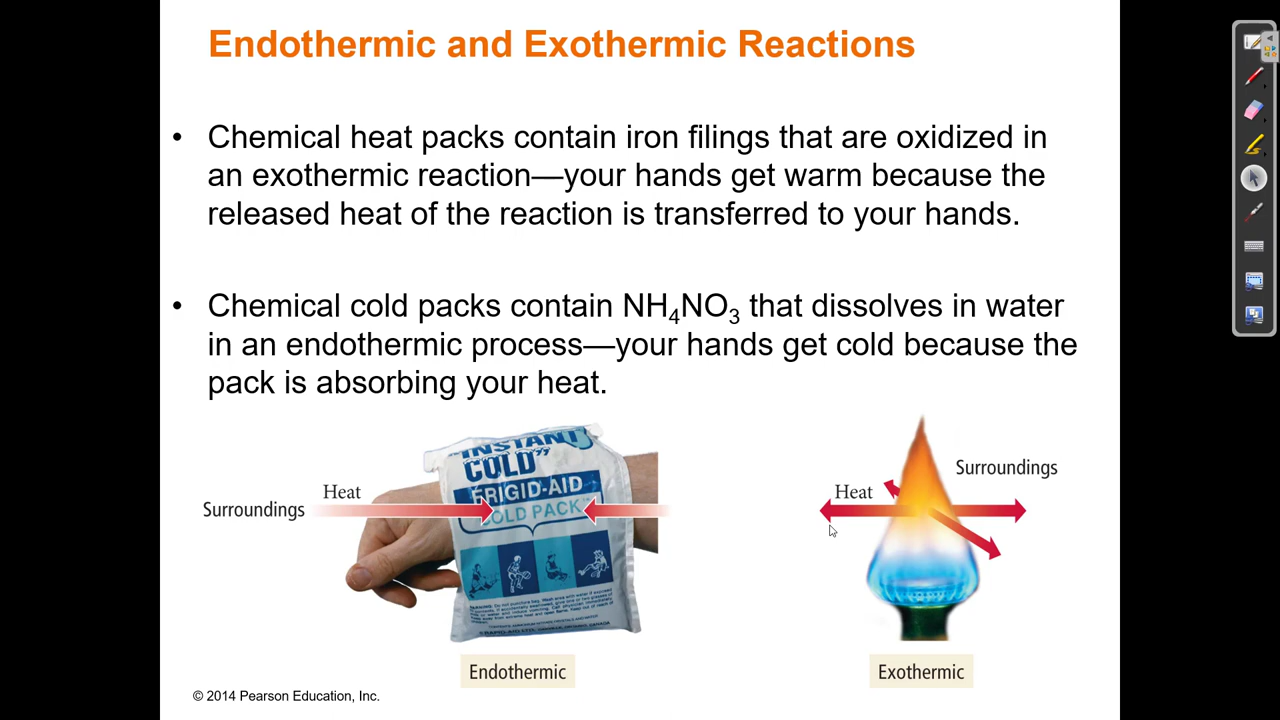 Endothermic and Exothermic Reactions
• Chemical heat packs contain iron filings that are oxidized in
an exothermic reaction—your hands get warm because the
released heat of the reaction is transferred to your hands.
• Chemical cold packs contain NH₄NO₃ that dissolves in water
in an endothermic process—your hands get cold because the
pack is absorbing your heat.
"INSTANT
COLD"
FRIGID-AID
COLD PACK
Heat
Surroundings
Heat
Surroundings
Endothermic
Exothermic
© 2014 Pearson Education, Inc.